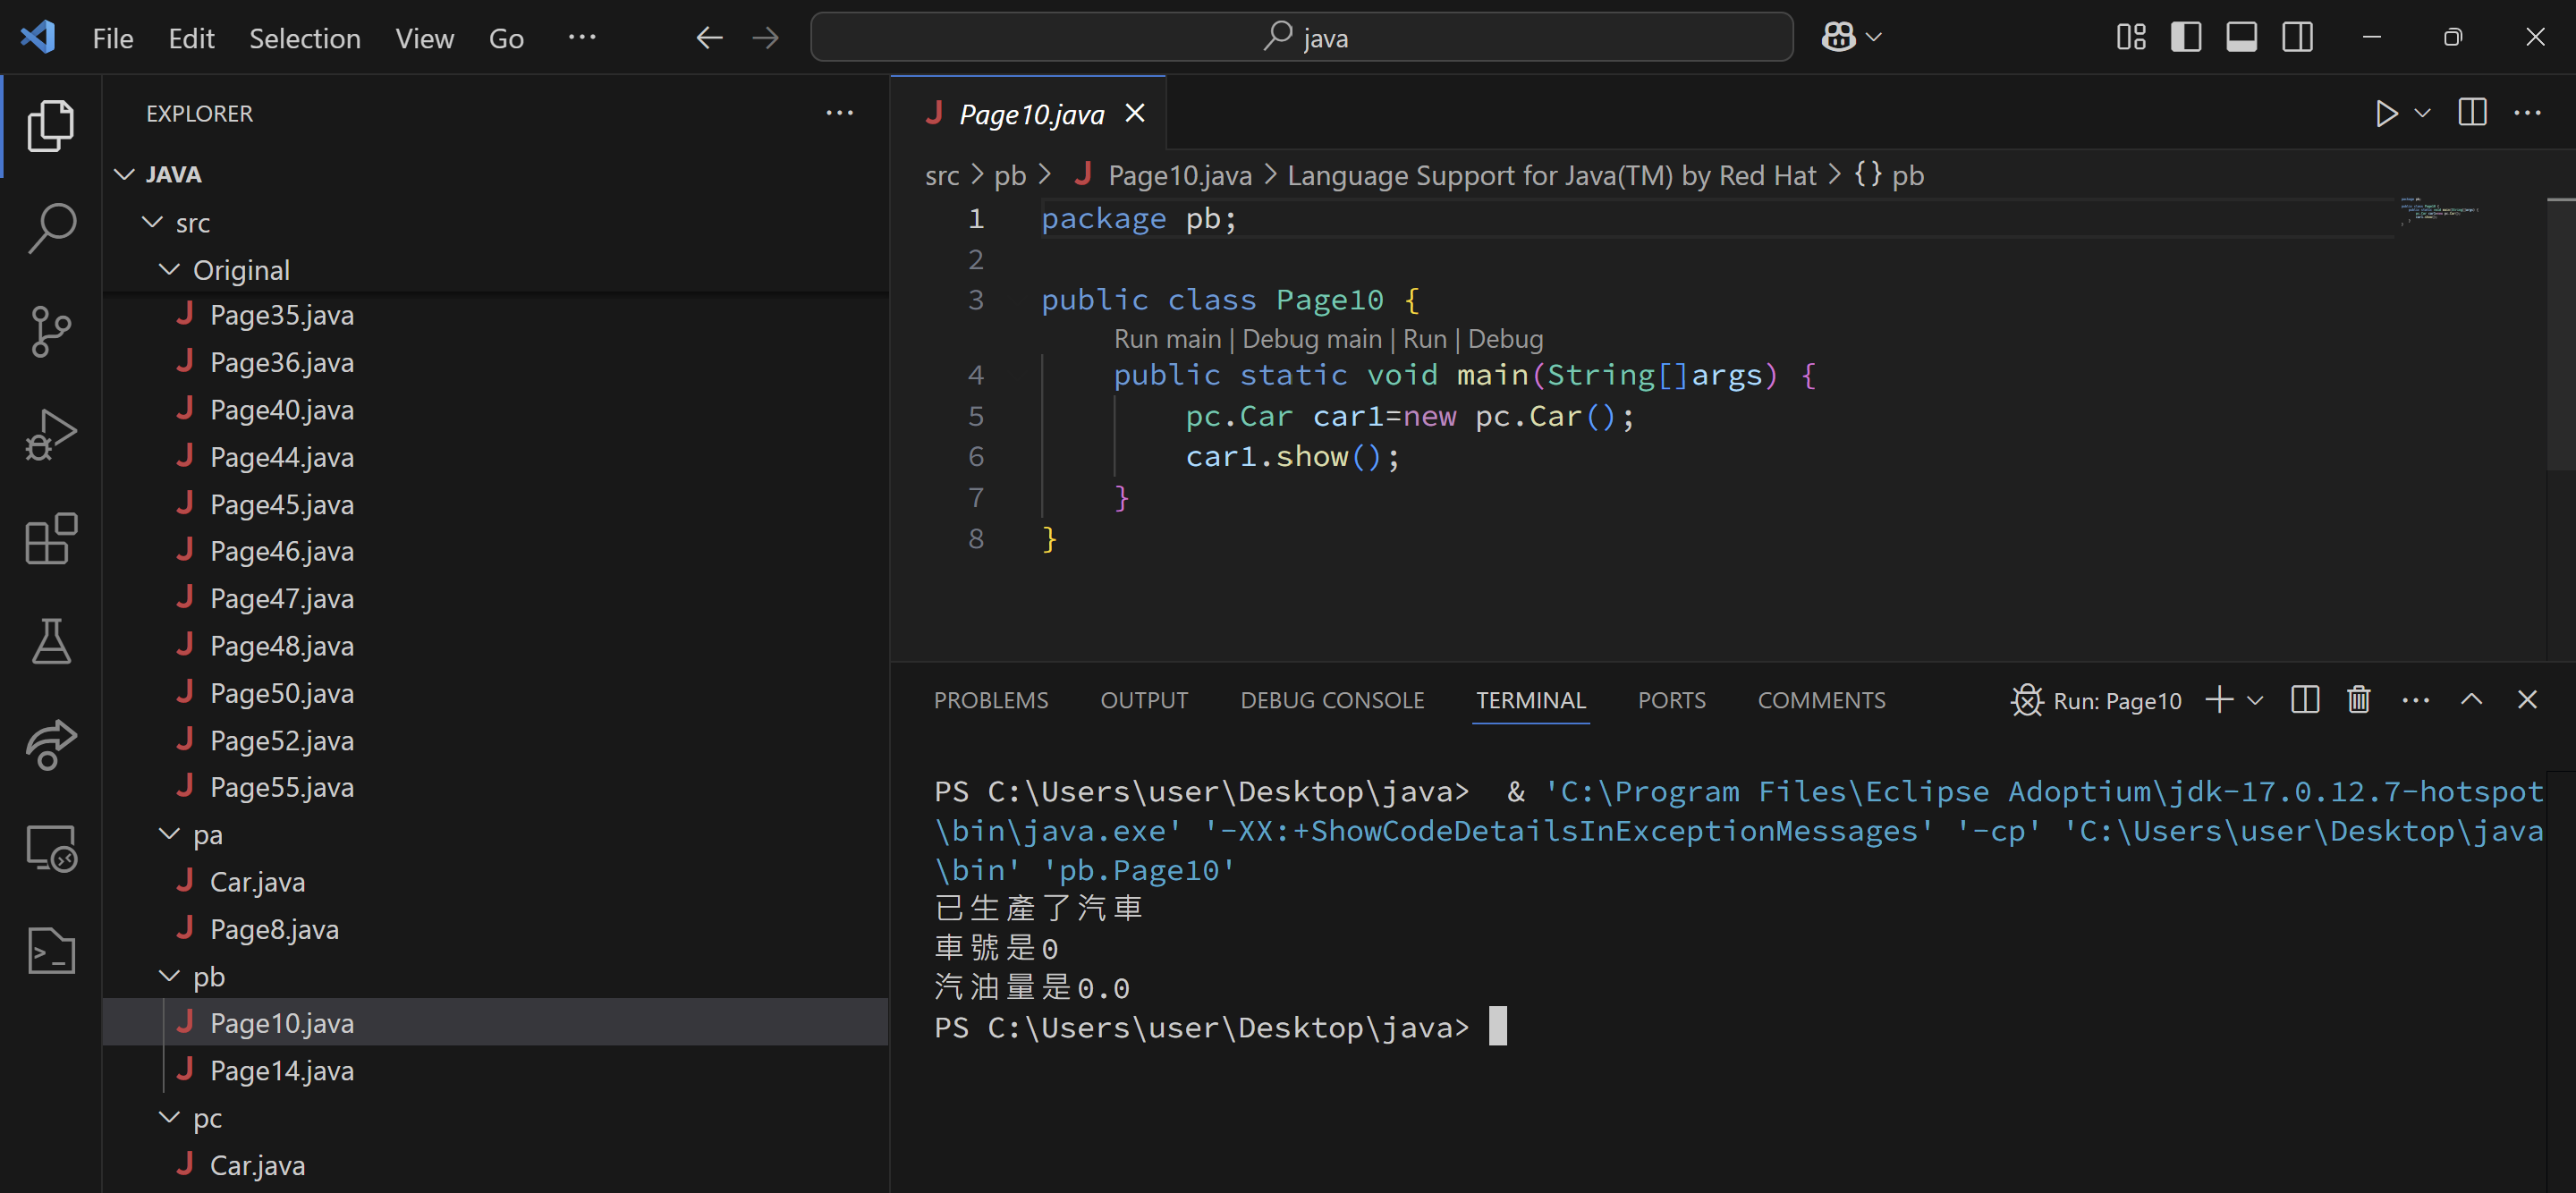 File Edit Selection View Go ···
java
EXPLORER
JAVA
src
Original
Page35.java
Page36.java
Page40.java
Page44.java
Page45.java
Page46.java
Page47.java
Page48.java
Page50.java
Page52.java
Page55.java
pa
Car.java
Page8.java
pb
Page10.java
Page14.java
pc
Car.java
Page10.java
src > pb > Page10.java > Language Support for Java(TM) by Red Hat > {} pb
1 package pb;
2
3 public class Page10 {
Run main | Debug main | Run | Debug
4 public static void main(String[]args) {
5 pc.Car car1=new pc.Car();
6 car1.show();
7 }
8 }
PROBLEMS OUTPUT DEBUG CONSOLE TERMINAL PORTS COMMENTS
Run: Page10
PS C:\Users\user\Desktop\java>  & 'C:\Program Files\Eclipse Adoptium\jdk-17.0.12.7-hotspot
\bin\java.exe' '-XX:+ShowCodeDetailsInExceptionMessages' '-cp' 'C:\Users\user\Desktop\java
\bin' 'pb.Page10'
已生產了汽車
車號是0
汽油量是0.0
PS C:\Users\user\Desktop\java>